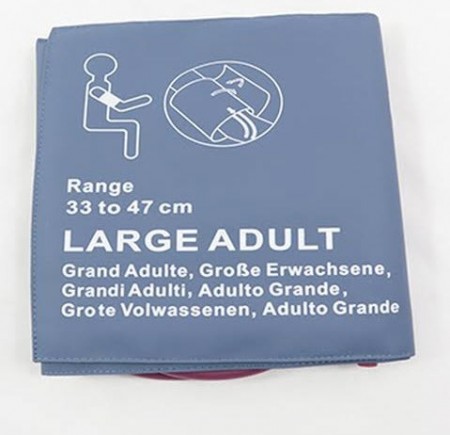 Range
33 to 47 cm
LARGE ADULT
Grand Adulte, Große Erwachsene,
Grandi Adulti, Adulto Grande,
Grote Volwassenen, Adulto Grande